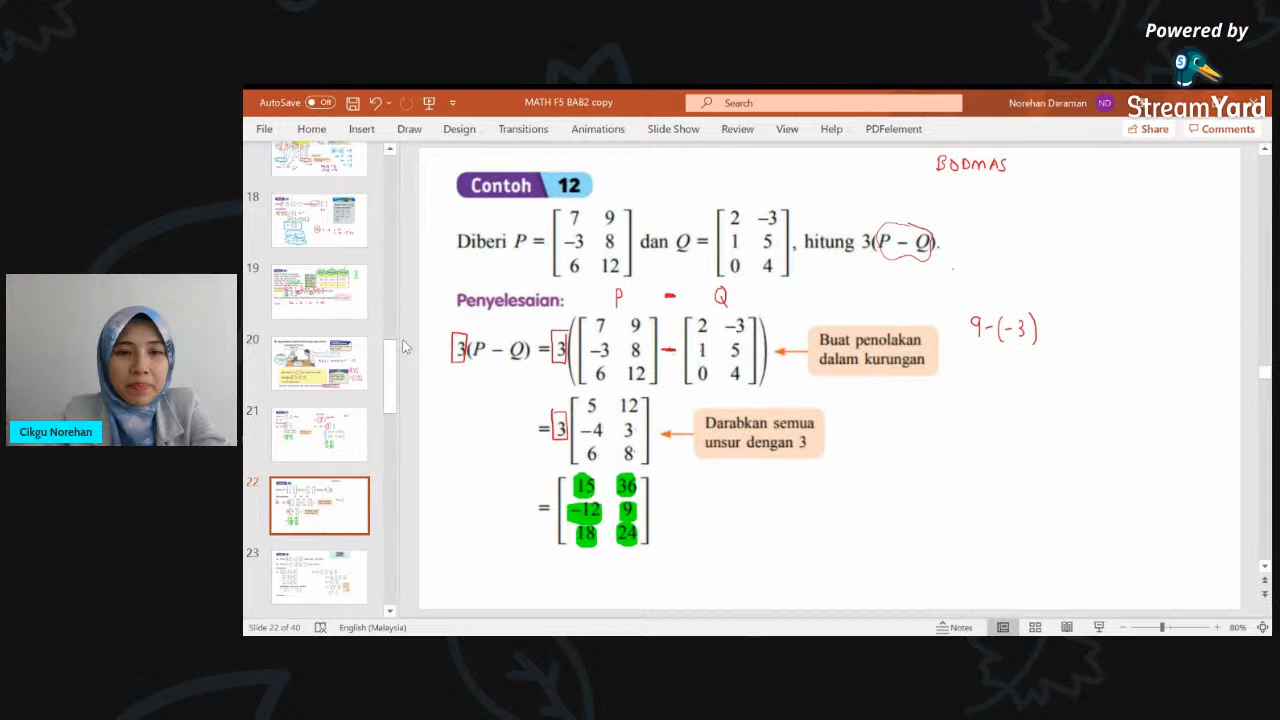 Powered by
StreamYard
AutoSave Off
MATH F5 BAB2 copy
Search
Norehan Deraman ND
File Home Insert Draw Design Transitions Animations Slide Show Review View Help PDFelement
Share Comments
18
19
20
21
22
23
BODMAS
Contoh 12
Diberi P = [7 9; −3 8; 6 12] dan Q = [2 −3; 1 5; 0 4], hitung 3(P − Q).
Penyelesaian: P - Q
3(P − Q) = 3([7 9; −3 8; 6 12] − [2 −3; 1 5; 0 4])
Buat penolakan
dalam kurungan
9-(-3)
= 3[5 12; −4 3; 6 8]
Darabkan semua
unsur dengan 3
= [15 36; −12 9; 18 24]
Cikgu Norehan
Slide 22 of 40 English (Malaysia) Notes 80%